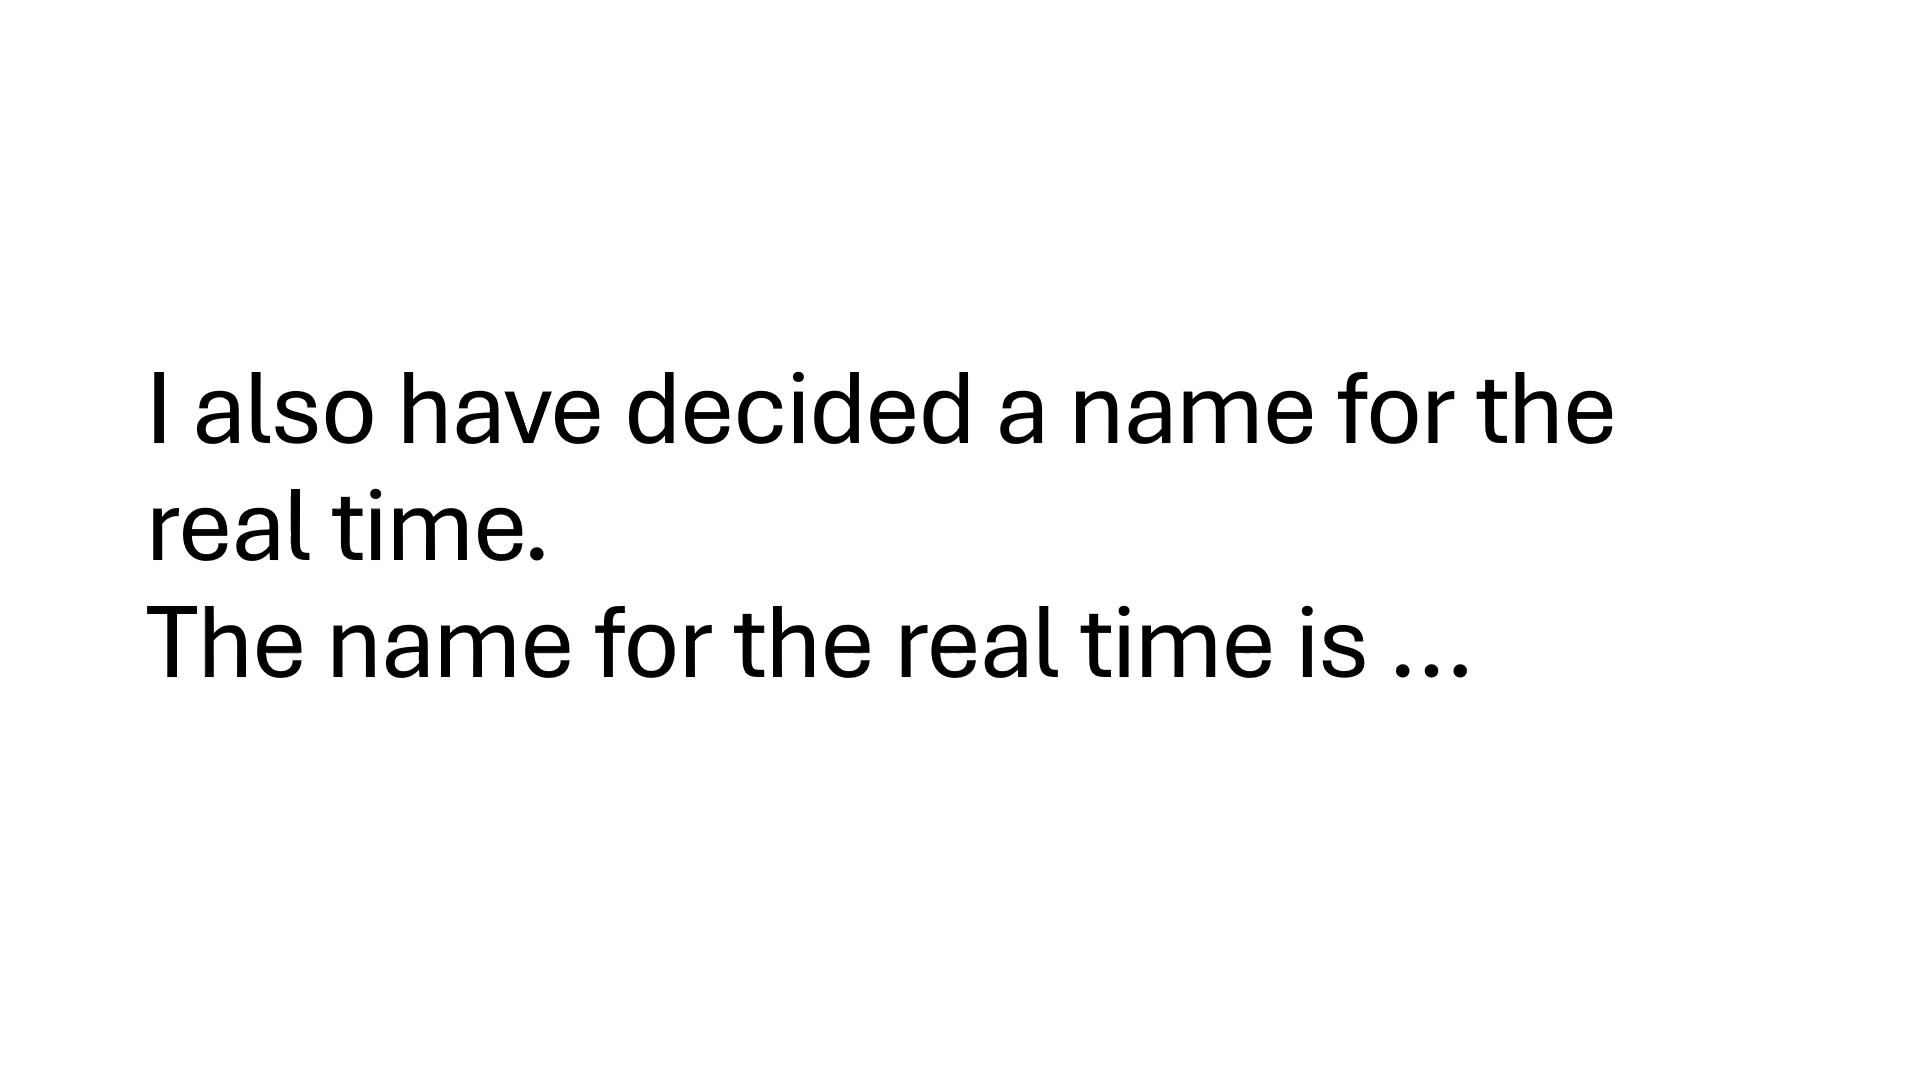 I also have decided a name for the
real time.
The name for the real time is …